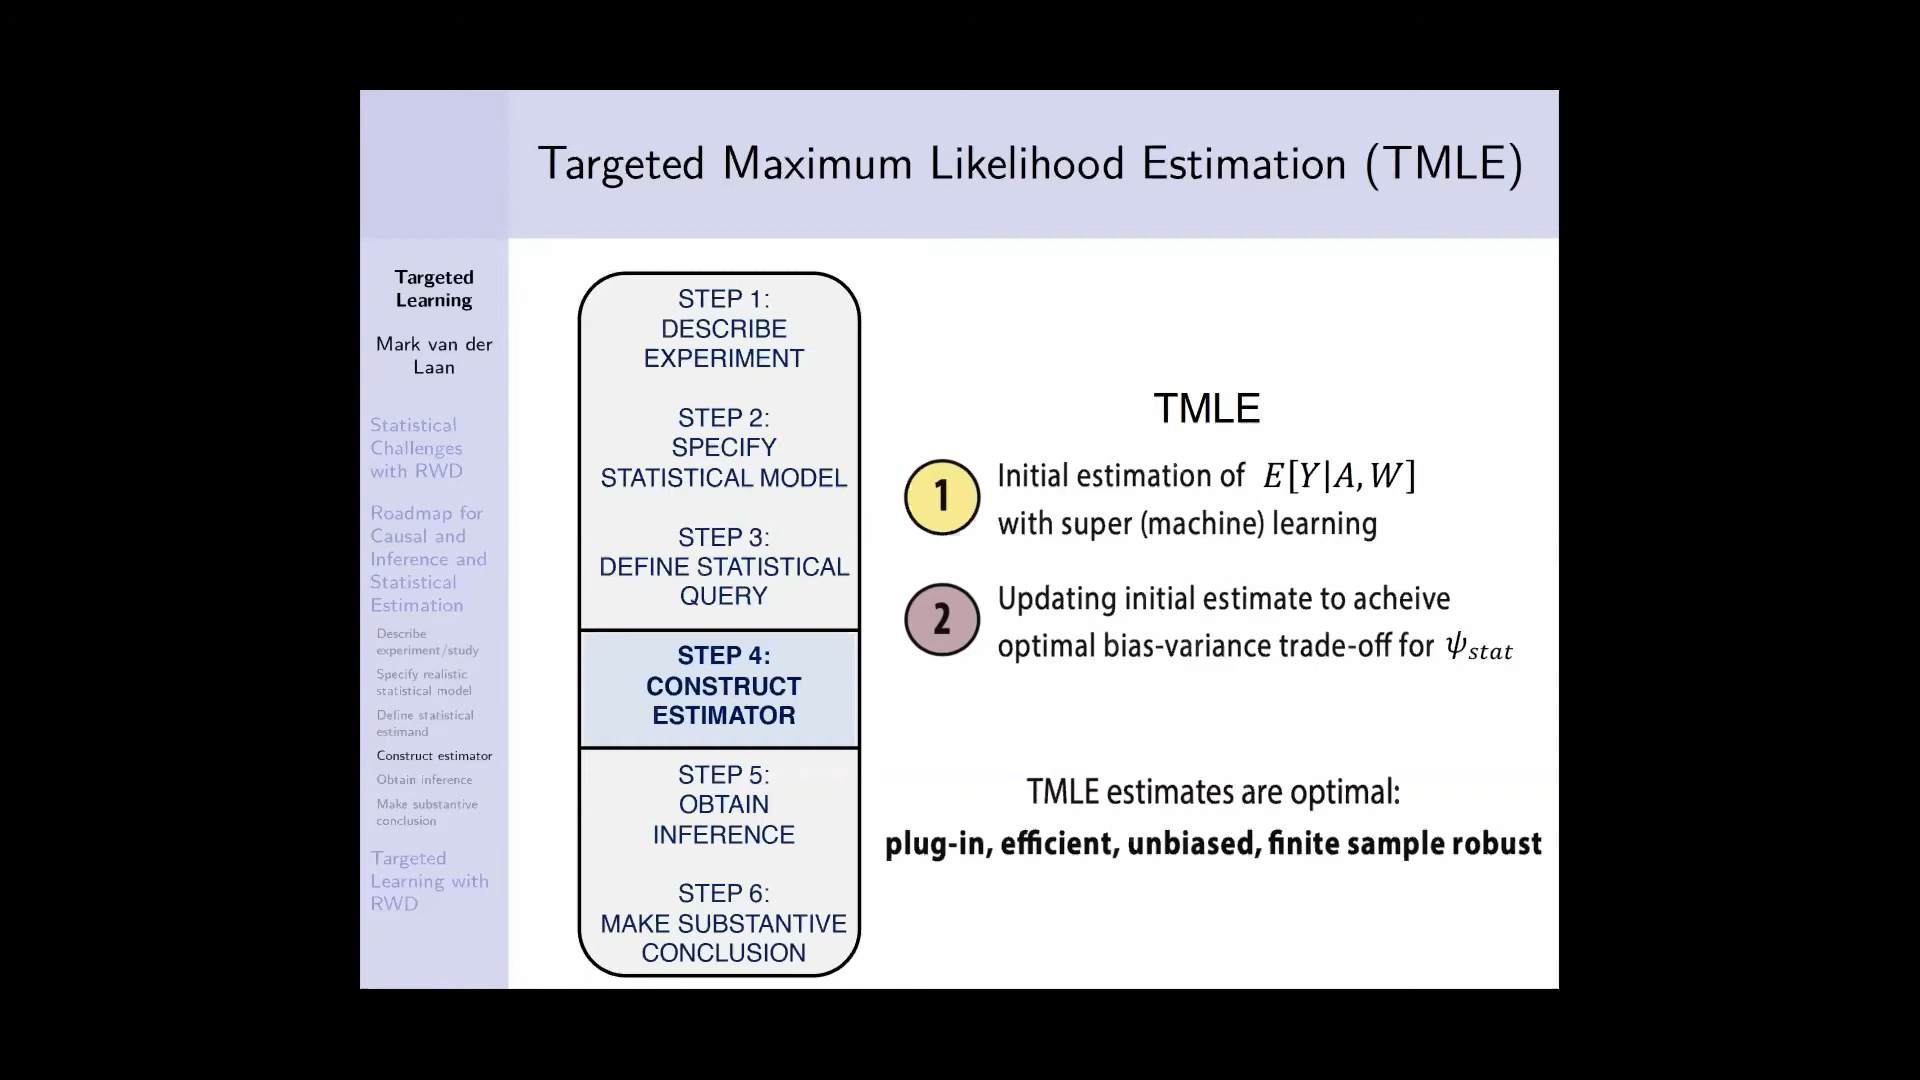 Targeted Maximum Likelihood Estimation (TMLE)
Targeted
Learning
Mark van der
Laan
Statistical
Challenges
with RWD
Roadmap for
Causal and
Inference and
Statistical
Estimation
Describe
experiment/study
Specify realistic
statistical model
Define statistical
estimand
Construct estimator
Obtain inference
Make substantive
conclusion
Targeted
Learning with
RWD
STEP 1:
DESCRIBE
EXPERIMENT
STEP 2:
SPECIFY
STATISTICAL MODEL
STEP 3:
DEFINE STATISTICAL
QUERY
STEP 4:
CONSTRUCT
ESTIMATOR
STEP 5:
OBTAIN
INFERENCE
STEP 6:
MAKE SUBSTANTIVE
CONCLUSION
TMLE
1
Initial estimation of E[Y|A, W]
with super (machine) learning
2
Updating initial estimate to acheive
optimal bias-variance trade-off for ψ_stat
TMLE estimates are optimal:
plug-in, efficient, unbiased, finite sample robust